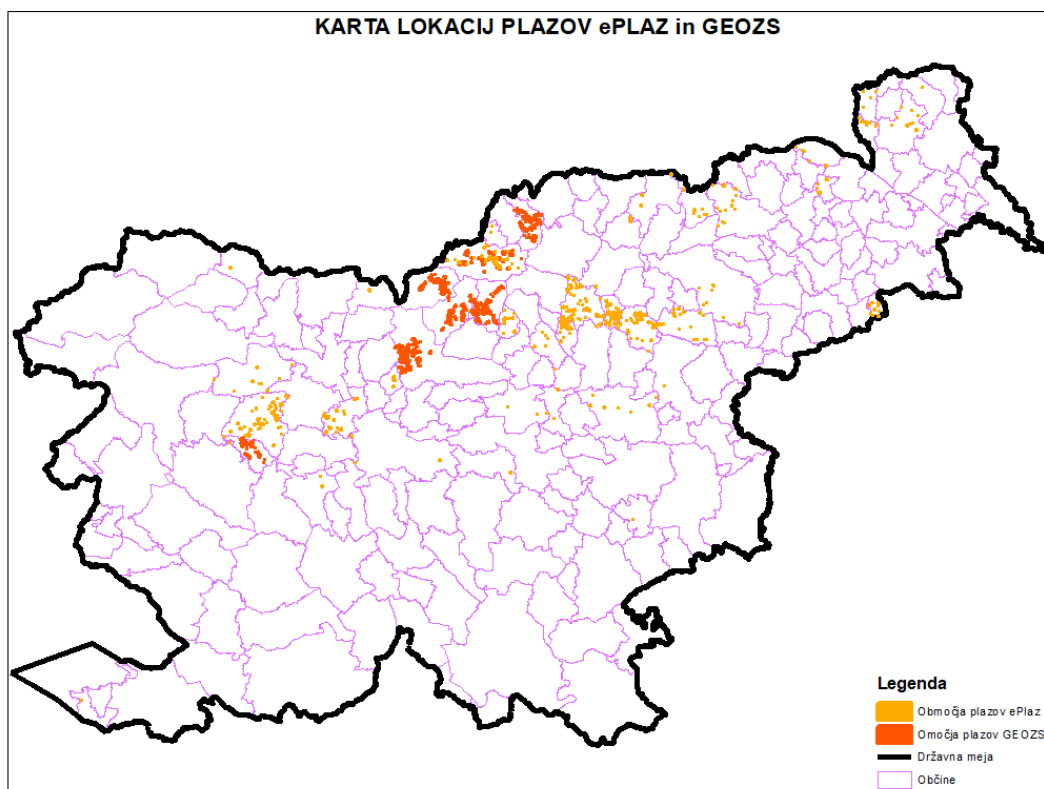 KARTA LOKACIJ PLAZOV ePLAZ in GEOZS
Legenda
Območja plazov ePlaz
Omočja plazov GEOZS
Državna meja
Občine